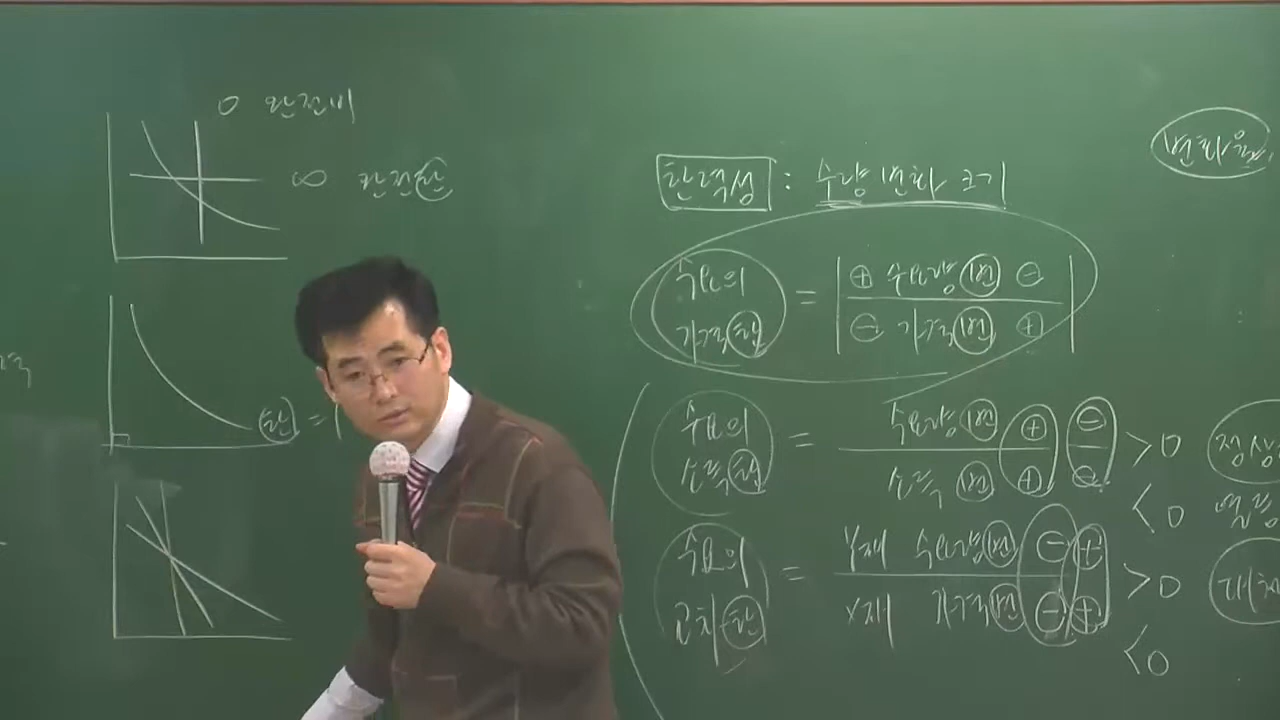 0 완전비
∞ 완전탄
탄 = 1
변화율
탄력성 : 수량 변화 크기
수요의 가격탄 = | ⊕ 수요량 변 ⊖
⊖ 가격 변 ⊕ |
수요의 소득탄 = 수요량 변 ⊕ ⊖ > 0 정상
소득 변 ⊕ ⊖ < 0 열등
수요의 교차탄 = Y재 수요량 변 ⊖ ⊕ > 0 대체
X재 가격 변 ⊖ ⊕ < 0